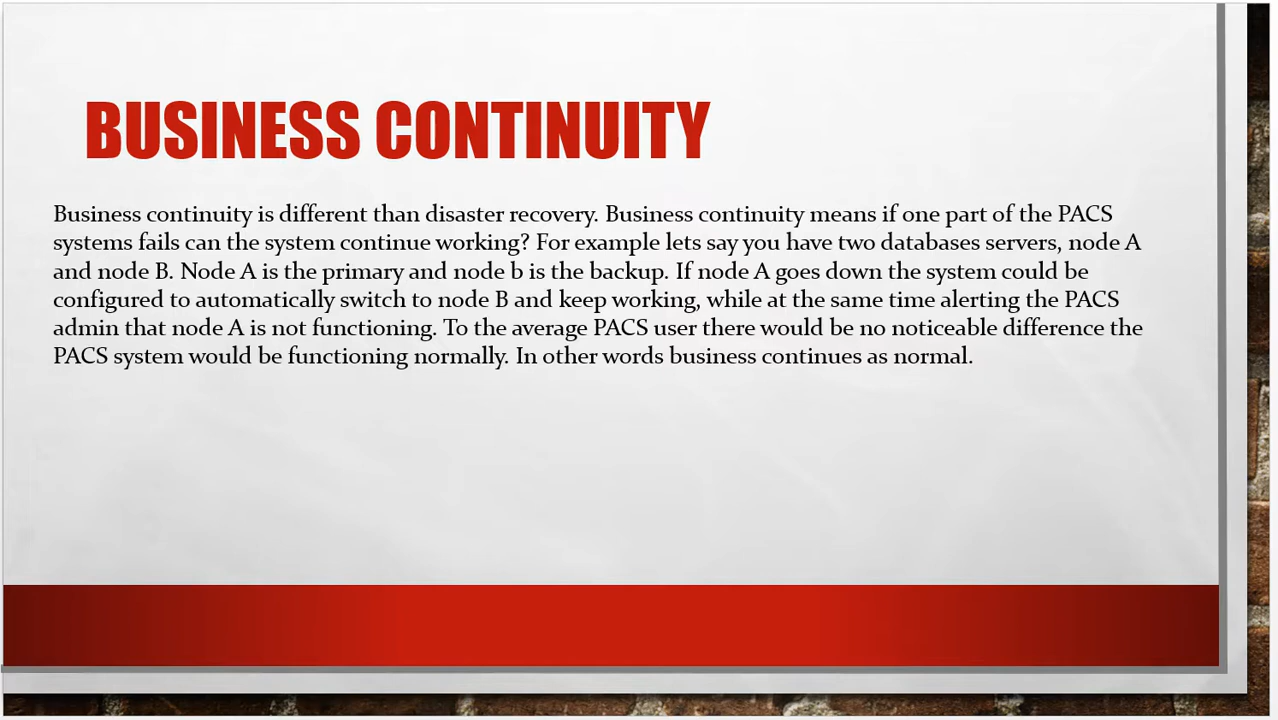 BUSINESS CONTINUITY
Business continuity is different than disaster recovery. Business continuity means if one part of the PACS
systems fails can the system continue working? For example lets say you have two databases servers, node A
and node B. Node A is the primary and node b is the backup. If node A goes down the system could be
configured to automatically switch to node B and keep working, while at the same time alerting the PACS
admin that node A is not functioning. To the average PACS user there would be no noticeable difference the
PACS system would be functioning normally. In other words business continues as normal.